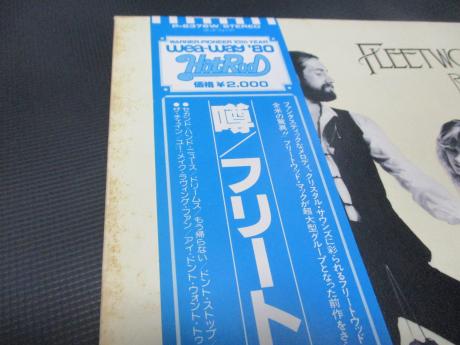 P-6376W STEREO
WARNER-PIONEER 10th YEAR
wea-way '80
Hot Rod
価格¥2,000
FLEETWO
噂/フリート
ファンタスティックなメロディ、クリスタル・サウンズに彩られるフリートウッド
全米の驚異!! フリートウッド・マックが超大型グループとなった前作をさ
●セカンド・ハンド・ニュース/ドリームス/もう帰らない/ドント・ストップ
●ザ・チェイン/ユー・メイク・ラヴィング・ファン/アイ・ドント・ウォント・トゥ